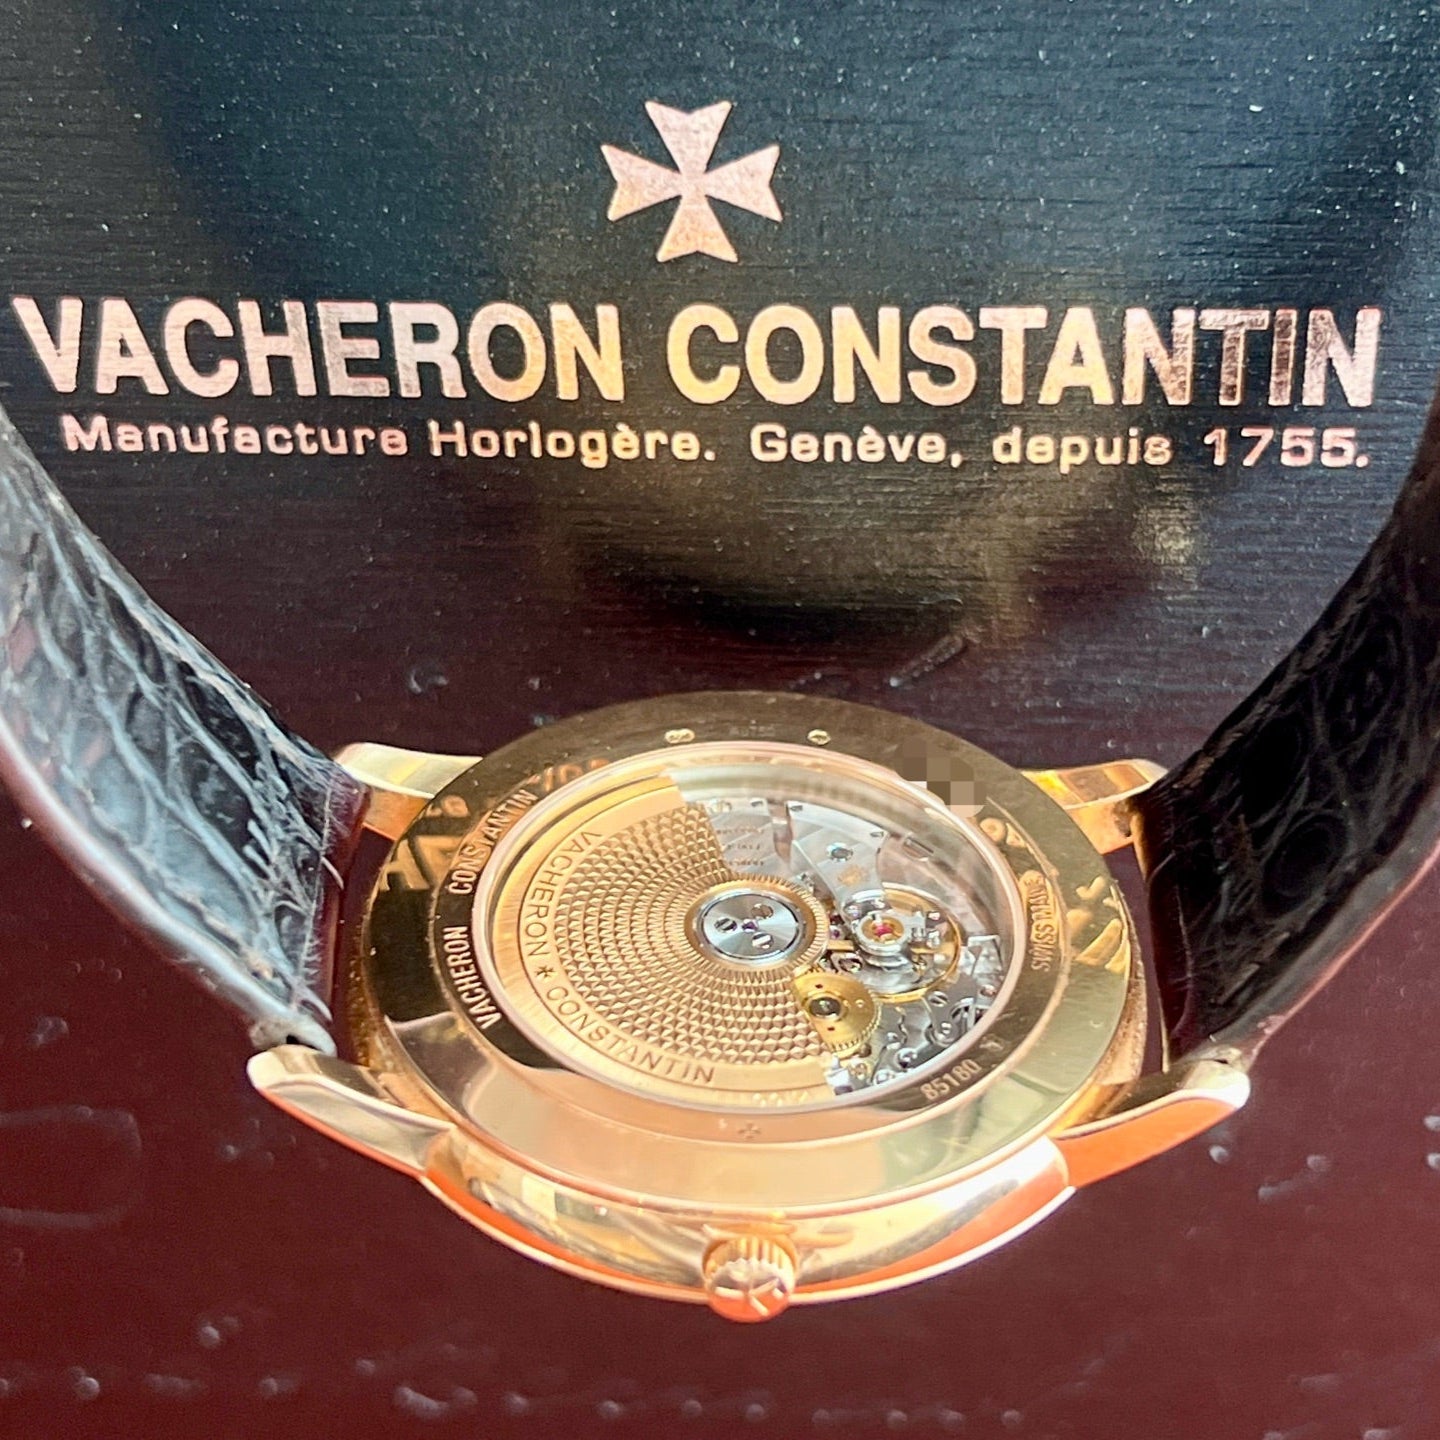 VACHERON CONSTANTIN
Manufacture Horlogère. Genève, depuis 1755.
VACHERON CONSTANTIN
VACHERON * CONSTANTIN
SWISS MADE
85180